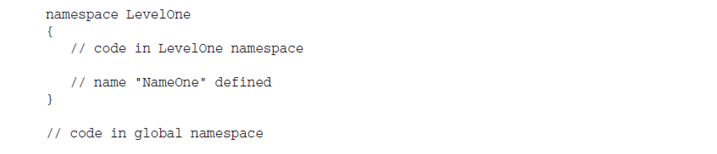 namespace LevelOne
{
// code in LevelOne namespace
// name "NameOne" defined
}
// code in global namespace